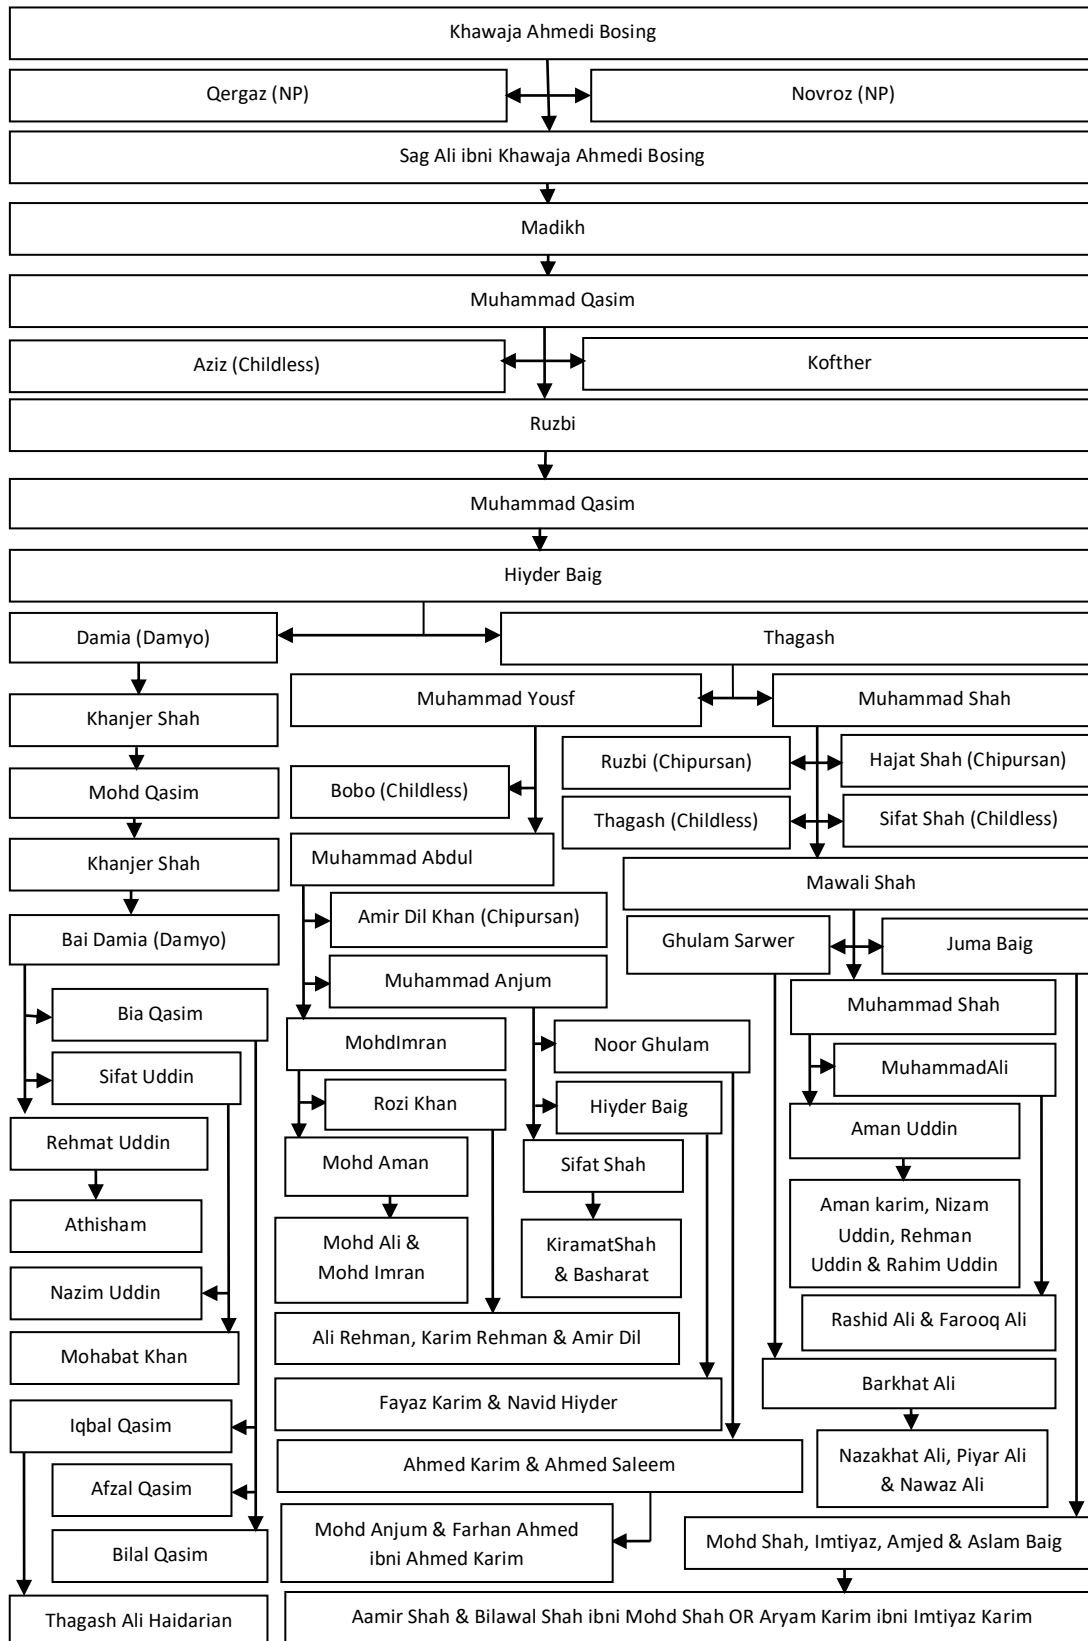 Khawaja Ahmedi Bosing
Qergaz (NP)
Novroz (NP)
Sag Ali ibni Khawaja Ahmedi Bosing
Madikh
Muhammad Qasim
Aziz (Childless)
Kofther
Ruzbi
Muhammad Qasim
Hiyder Baig
Damia (Damyo)
Thagash
Muhammad Yousf
Muhammad Shah
Khanjer Shah
Ruzbi (Chipursan)
Hajat Shah (Chipursan)
Mohd Qasim
Bobo (Childless)
Thagash (Childless)
Sifat Shah (Childless)
Khanjer Shah
Muhammad Abdul
Mawali Shah
Bai Damia (Damyo)
Amir Dil Khan (Chipursan)
Ghulam Sarwer
Juma Baig
Muhammad Anjum
Bia Qasim
Muhammad Shah
MohdImran
Noor Ghulam
Sifat Uddin
MuhammadAli
Rozi Khan
Hiyder Baig
Rehmat Uddin
Aman Uddin
Mohd Aman
Sifat Shah
Athisham
Aman karim, Nizam
Uddin, Rehman
Uddin & Rahim Uddin
Mohd Ali &
Mohd Imran
KiramatShah
& Basharat
Nazim Uddin
Rashid Ali & Farooq Ali
Ali Rehman, Karim Rehman & Amir Dil
Mohabat Khan
Barkhat Ali
Fayaz Karim & Navid Hiyder
Iqbal Qasim
Ahmed Karim & Ahmed Saleem
Nazakhat Ali, Piyar Ali
& Nawaz Ali
Afzal Qasim
Mohd Anjum & Farhan Ahmed
ibni Ahmed Karim
Mohd Shah, Imtiyaz, Amjed & Aslam Baig
Bilal Qasim
Thagash Ali Haidarian
Aamir Shah & Bilawal Shah ibni Mohd Shah OR Aryam Karim ibni Imtiyaz Karim